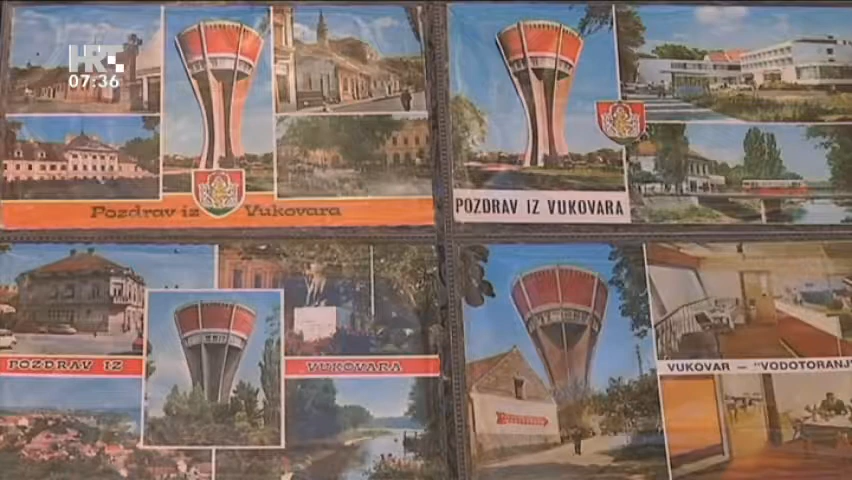 HRT
07:36
Pozdrav iz Vukovara
POZDRAV IZ VUKOVARA
POZDRAV IZ VUKOVARA
VUKOVAR – "VODOTORANJ"